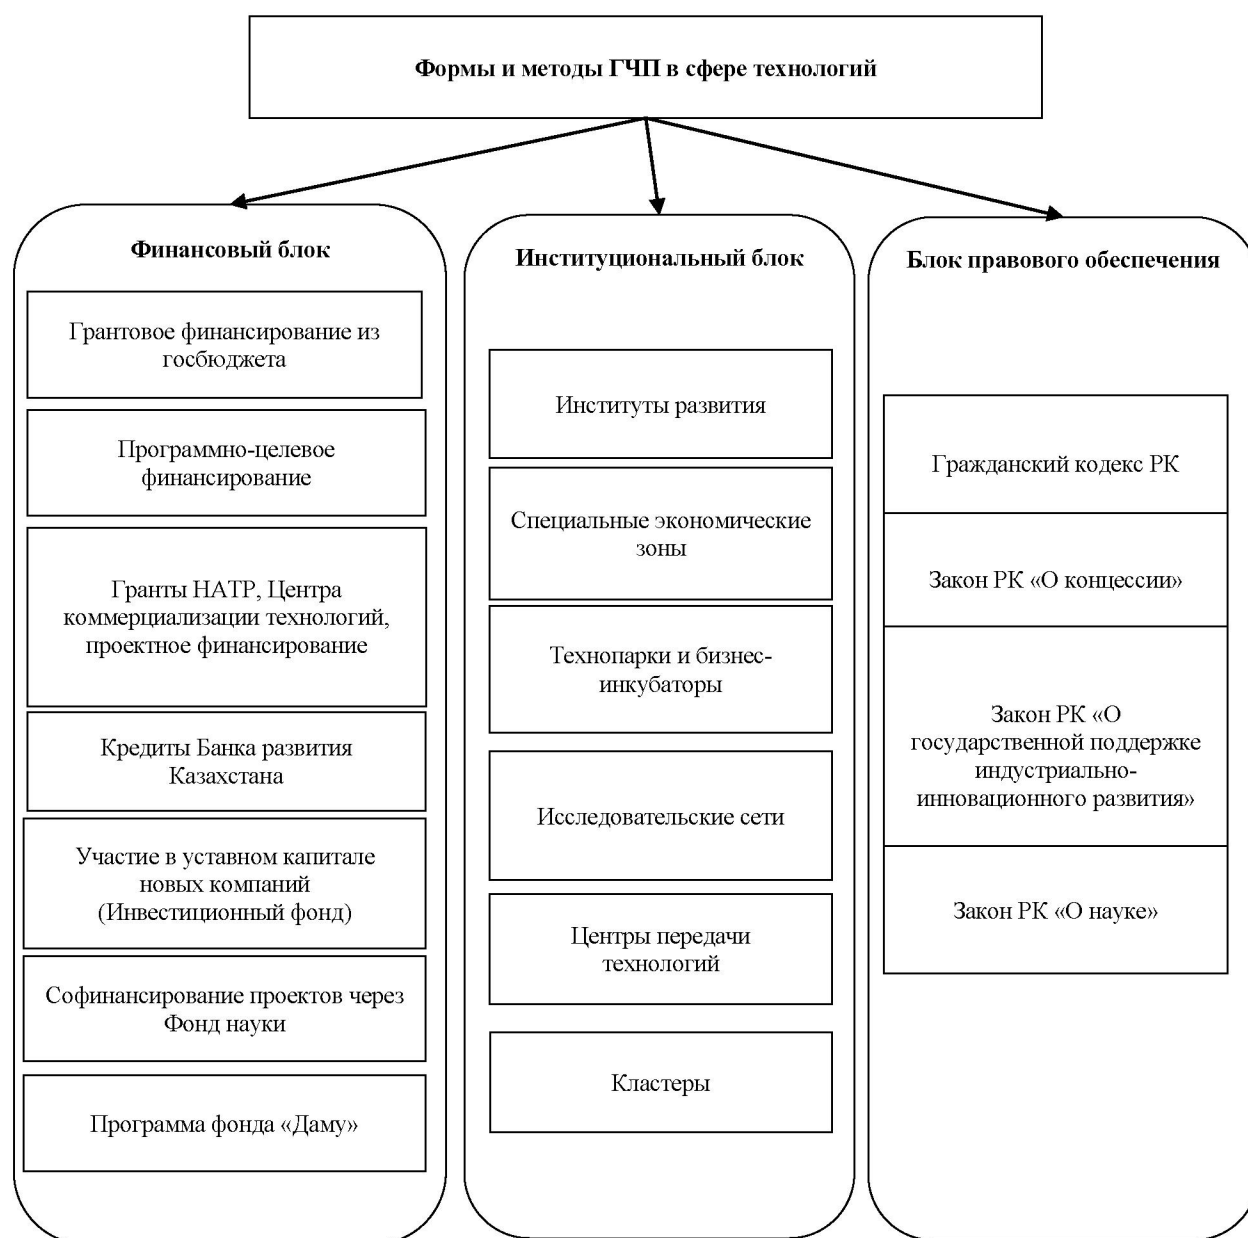 Формы и методы ГЧП в сфере технологий
Финансовый блок
Грантовое финансирование из
госбюджета
Программно-целевое
финансирование
Гранты НАТР, Центра
коммерциализации технологий,
проектное финансирование
Кредиты Банка развития
Казахстана
Участие в уставном капитале
новых компаний
(Инвестиционный фонд)
Софинансирование проектов через
Фонд науки
Программа фонда «Даму»
Институциональный блок
Институты развития
Специальные экономические
зоны
Технопарки и бизнес-
инкубаторы
Исследовательские сети
Центры передачи
технологий
Кластеры
Блок правового обеспечения
Гражданский кодекс РК
Закон РК «О концессии»
Закон РК «О
государственной поддержке
индустриально-
инновационного развития»
Закон РК «О науке»